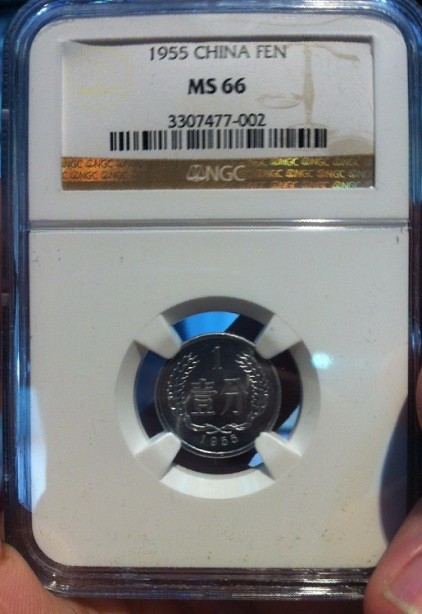 1955 CHINA FEN
MS 66
3307477-002
NGC
1
壹分
1955